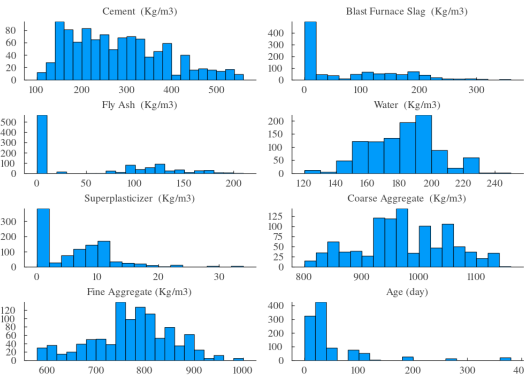 Cement (Kg/m3)
80
60
40
20
0
100 200 300 400 500
Blast Furnace Slag (Kg/m3)
400
300
200
100
0
0 100 200 300
Fly Ash (Kg/m3)
500
400
300
200
100
0
0 50 100 150 200
Water (Kg/m3)
200
150
100
50
0
120 140 160 180 200 220 240
Superplasticizer (Kg/m3)
300
200
100
0
0 10 20 30
Coarse Aggregate (Kg/m3)
125
100
75
50
25
0
800 900 1000 1100
Fine Aggregate (Kg/m3)
120
100
80
60
40
20
0
600 700 800 900 1000
Age (day)
400
300
200
100
0
0 100 200 300 40